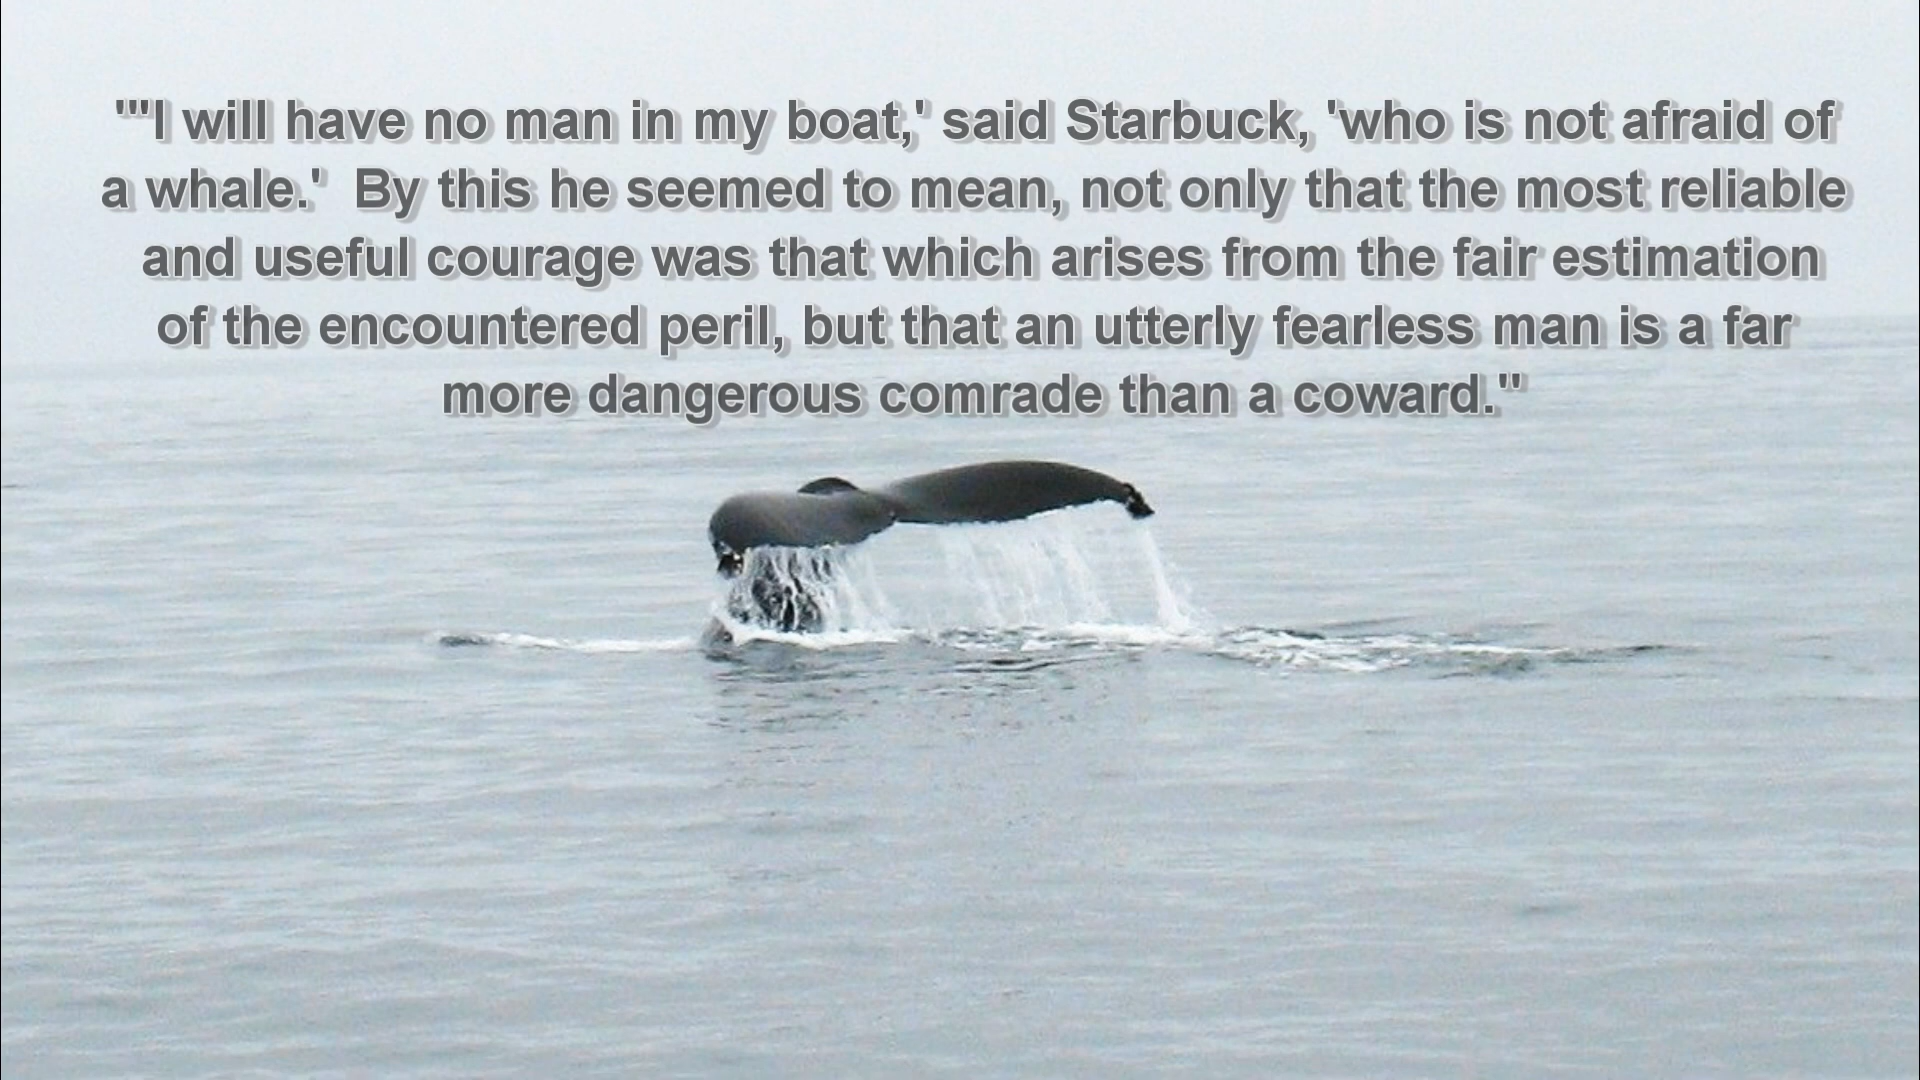 "'I will have no man in my boat,' said Starbuck, 'who is not afraid of
a whale.'  By this he seemed to mean, not only that the most reliable
and useful courage was that which arises from the fair estimation
of the encountered peril, but that an utterly fearless man is a far
more dangerous comrade than a coward."